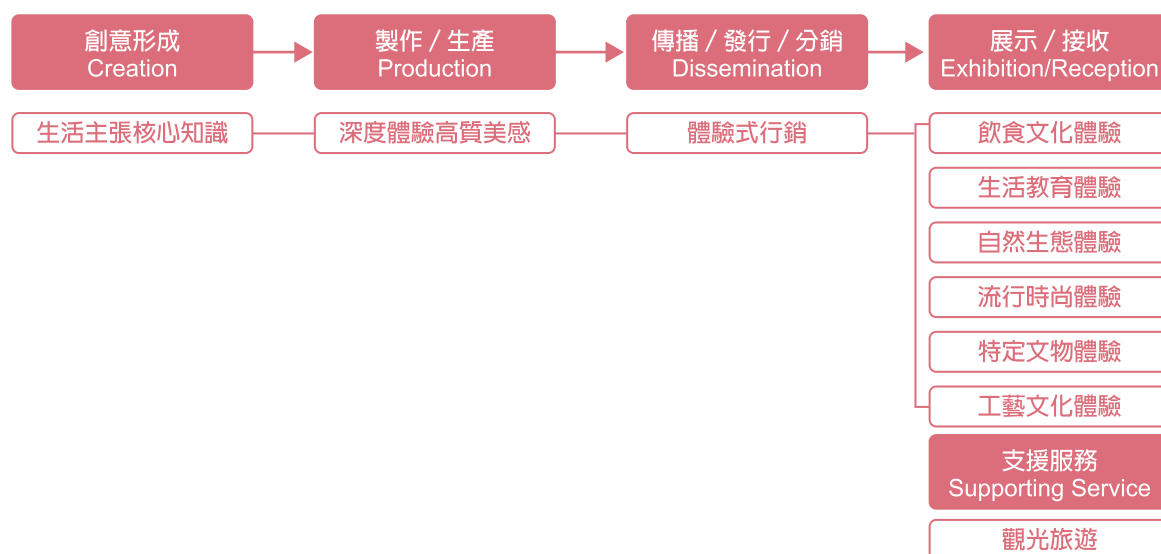 創意形成
Creation
製作 / 生產
Production
傳播 / 發行 / 分銷
Dissemination
展示 / 接收
Exhibition/Reception
生活主張核心知識
深度體驗高質美感
體驗式行銷
飲食文化體驗
生活教育體驗
自然生態體驗
流行時尚體驗
特定文物體驗
工藝文化體驗
支援服務
Supporting Service
觀光旅遊